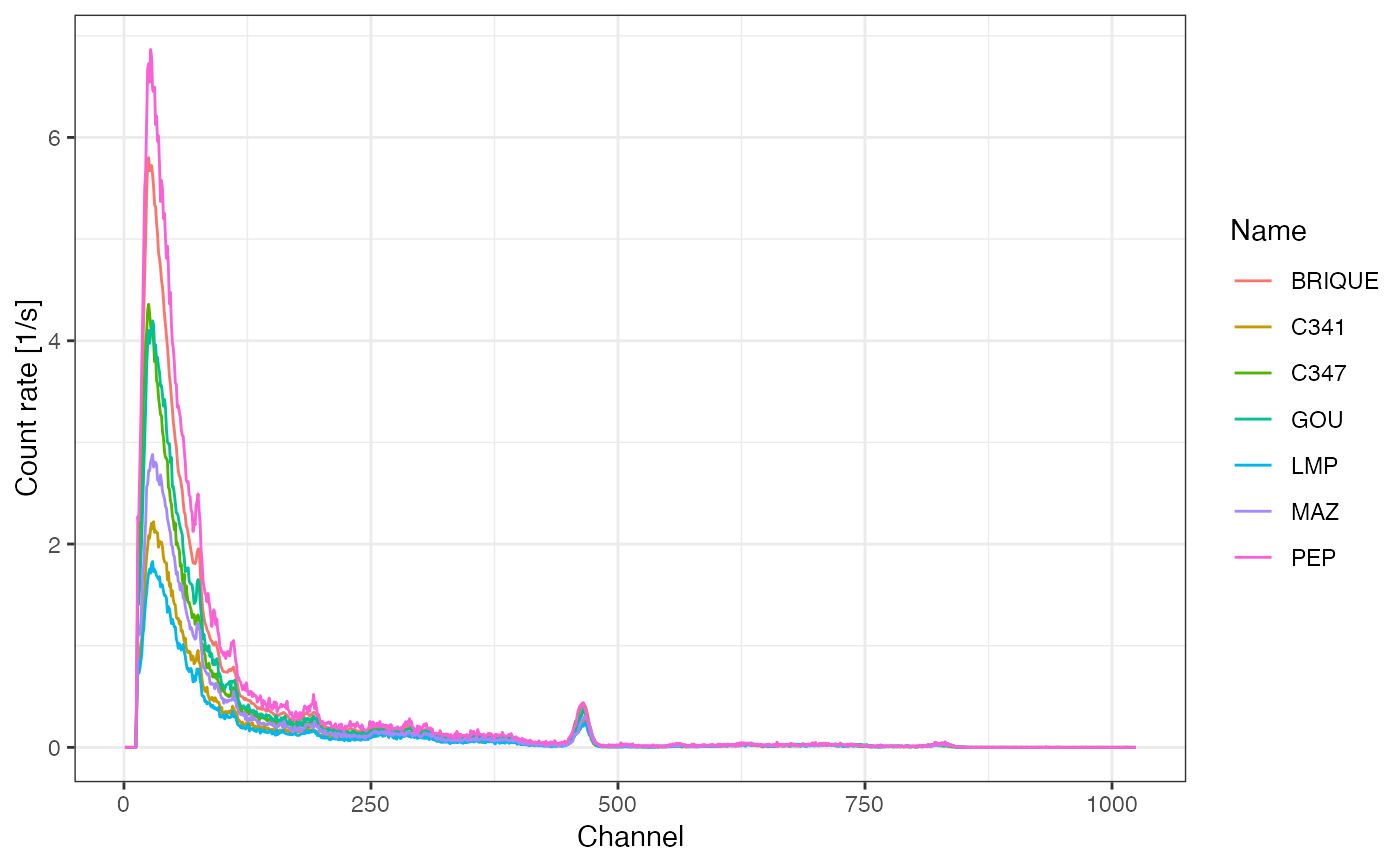 Count rate [1/s]
6
4
2
0
0 250 500 750 1000
Channel
Name
BRIQUE
C341
C347
GOU
LMP
MAZ
PEP